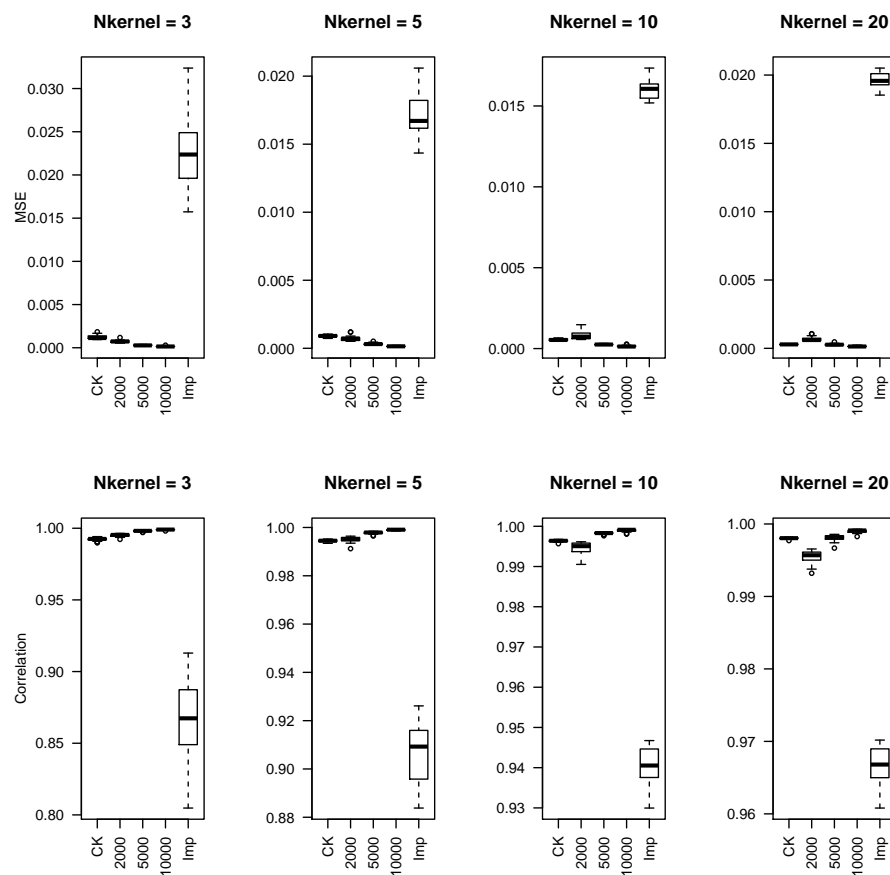 Nkernel = 3
MSE
0.030
0.025
0.020
0.015
0.010
0.005
0.000
CK
2000
5000
10000
Imp
Nkernel = 5
0.020
0.015
0.010
0.005
0.000
CK
2000
5000
10000
Imp
Nkernel = 10
0.015
0.010
0.005
0.000
CK
2000
5000
10000
Imp
Nkernel = 20
0.020
0.015
0.010
0.005
0.000
CK
2000
5000
10000
Imp
Nkernel = 3
Correlation
1.00
0.95
0.90
0.85
0.80
CK
2000
5000
10000
Imp
Nkernel = 5
1.00
0.98
0.96
0.94
0.92
0.90
0.88
CK
2000
5000
10000
Imp
Nkernel = 10
1.00
0.99
0.98
0.97
0.96
0.95
0.94
0.93
CK
2000
5000
10000
Imp
Nkernel = 20
1.00
0.99
0.98
0.97
0.96
CK
2000
5000
10000
Imp